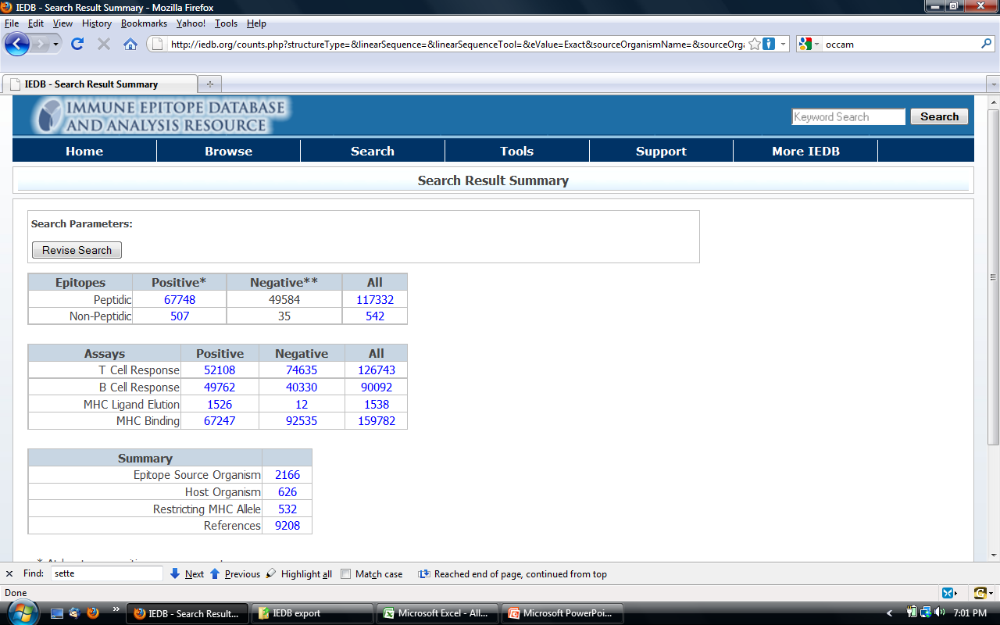 IEDB - Search Result Summary - Mozilla Firefox
File Edit View History Bookmarks Yahoo! Tools Help
http://iedb.org/counts.php?structureType=&linearSequence=&linearSequenceTool=&eValue=Exact&sourceOrganismName=&sourceOrg
occam
IEDB - Search Result Summary
IMMUNE EPITOPE DATABASE
AND ANALYSIS RESOURCE
Keyword Search Search
Home Browse Search Tools Support More IEDB
Search Result Summary
Search Parameters:
Revise Search
Epitopes Positive* Negative** All
Peptidic 67748 49584 117332
Non-Peptidic 507 35 542
Assays Positive Negative All
T Cell Response 52108 74635 126743
B Cell Response 49762 40330 90092
MHC Ligand Elution 1526 12 1538
MHC Binding 67247 92535 159782
Summary
Epitope Source Organism 2166
Host Organism 626
Restricting MHC Allele 532
References 9208
Find: sette Next Previous Highlight all Match case Reached end of page, continued from top
Done
IEDB - Search Result... IEDB export Microsoft Excel - All... Microsoft PowerPoi... 7:01 PM